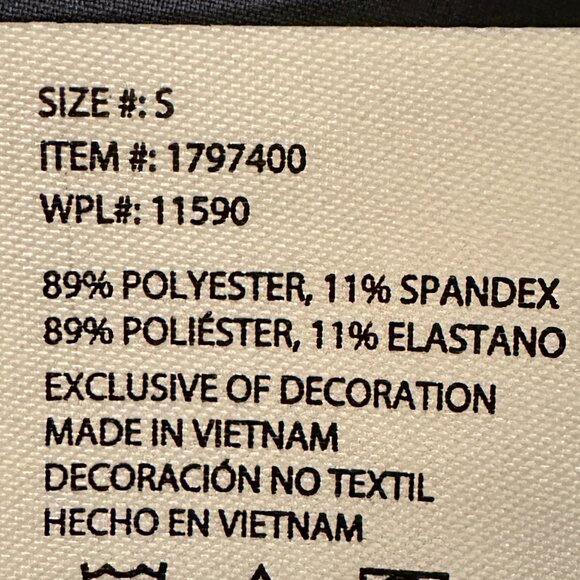 SIZE #: S
ITEM #: 1797400
WPL#: 11590
89% POLYESTER, 11% SPANDEX
89% POLIÉSTER, 11% ELASTANO
EXCLUSIVE OF DECORATION
MADE IN VIETNAM
DECORACIÓN NO TEXTIL
HECHO EN VIETNAM